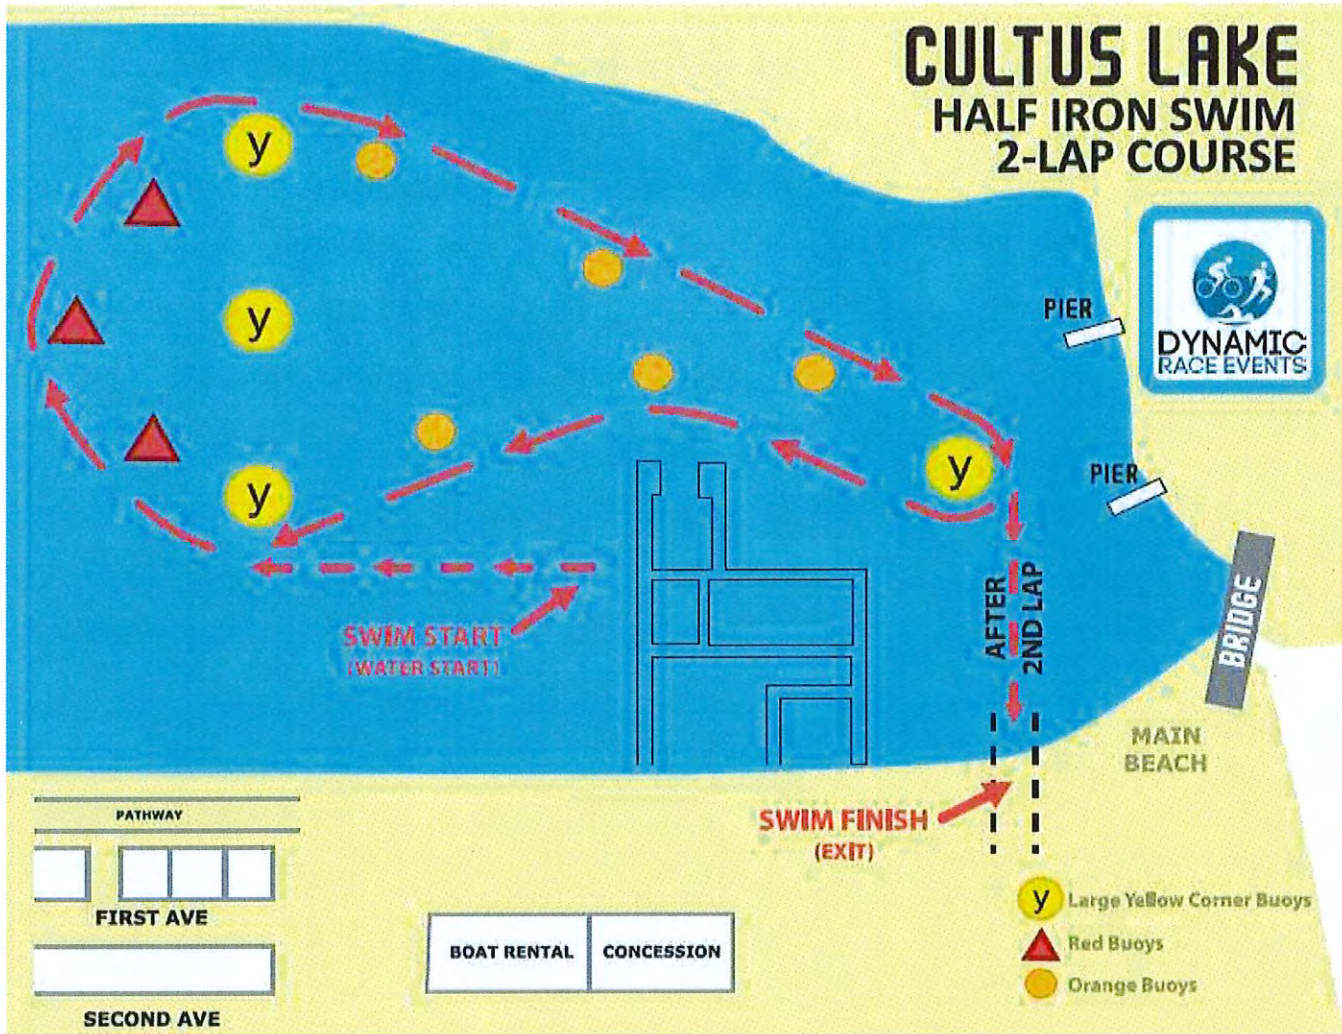 CULTUS LAKE
HALF IRON SWIM
2-LAP COURSE
y
y
y
y
PIER
DYNAMIC
RACE EVENTS
PIER
SWIM START
(WATER START)
AFTER
2ND LAP
BRIDGE
MAIN
BEACH
SWIM FINISH
(EXIT)
PATHWAY
FIRST AVE
SECOND AVE
BOAT RENTAL
CONCESSION
y Large Yellow Corner Buoys
Red Buoys
Orange Buoys